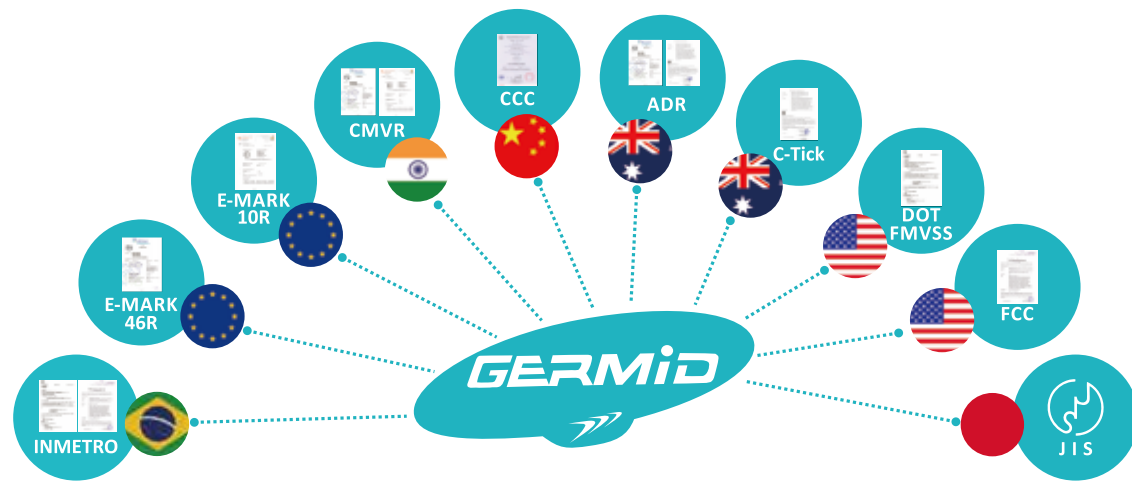 CCC
ADR
CMVR
C-Tick
E-MARK
10R
DOT
FMVSS
E-MARK
46R
FCC
GERMiD
INMETRO
JIS